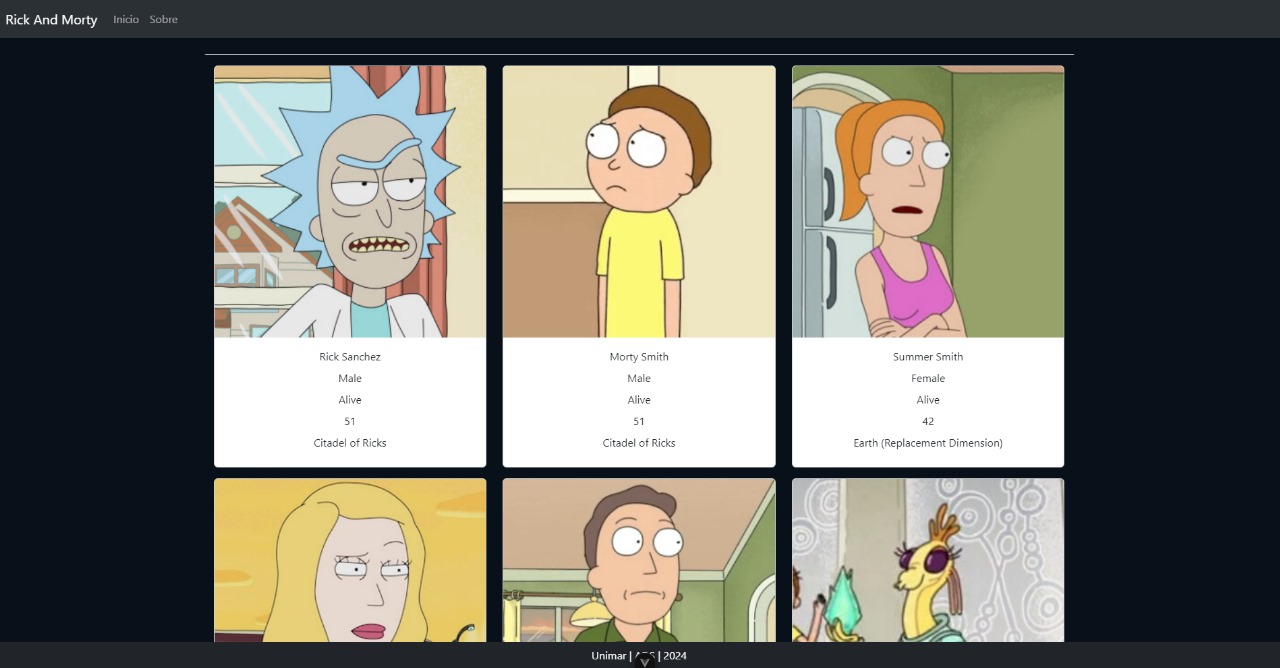 Rick And Morty Inicio Sobre
Rick Sanchez
Male
Alive
51
Citadel of Ricks
Morty Smith
Male
Alive
51
Citadel of Ricks
Summer Smith
Female
Alive
42
Earth (Replacement Dimension)
Unimar | | 2024